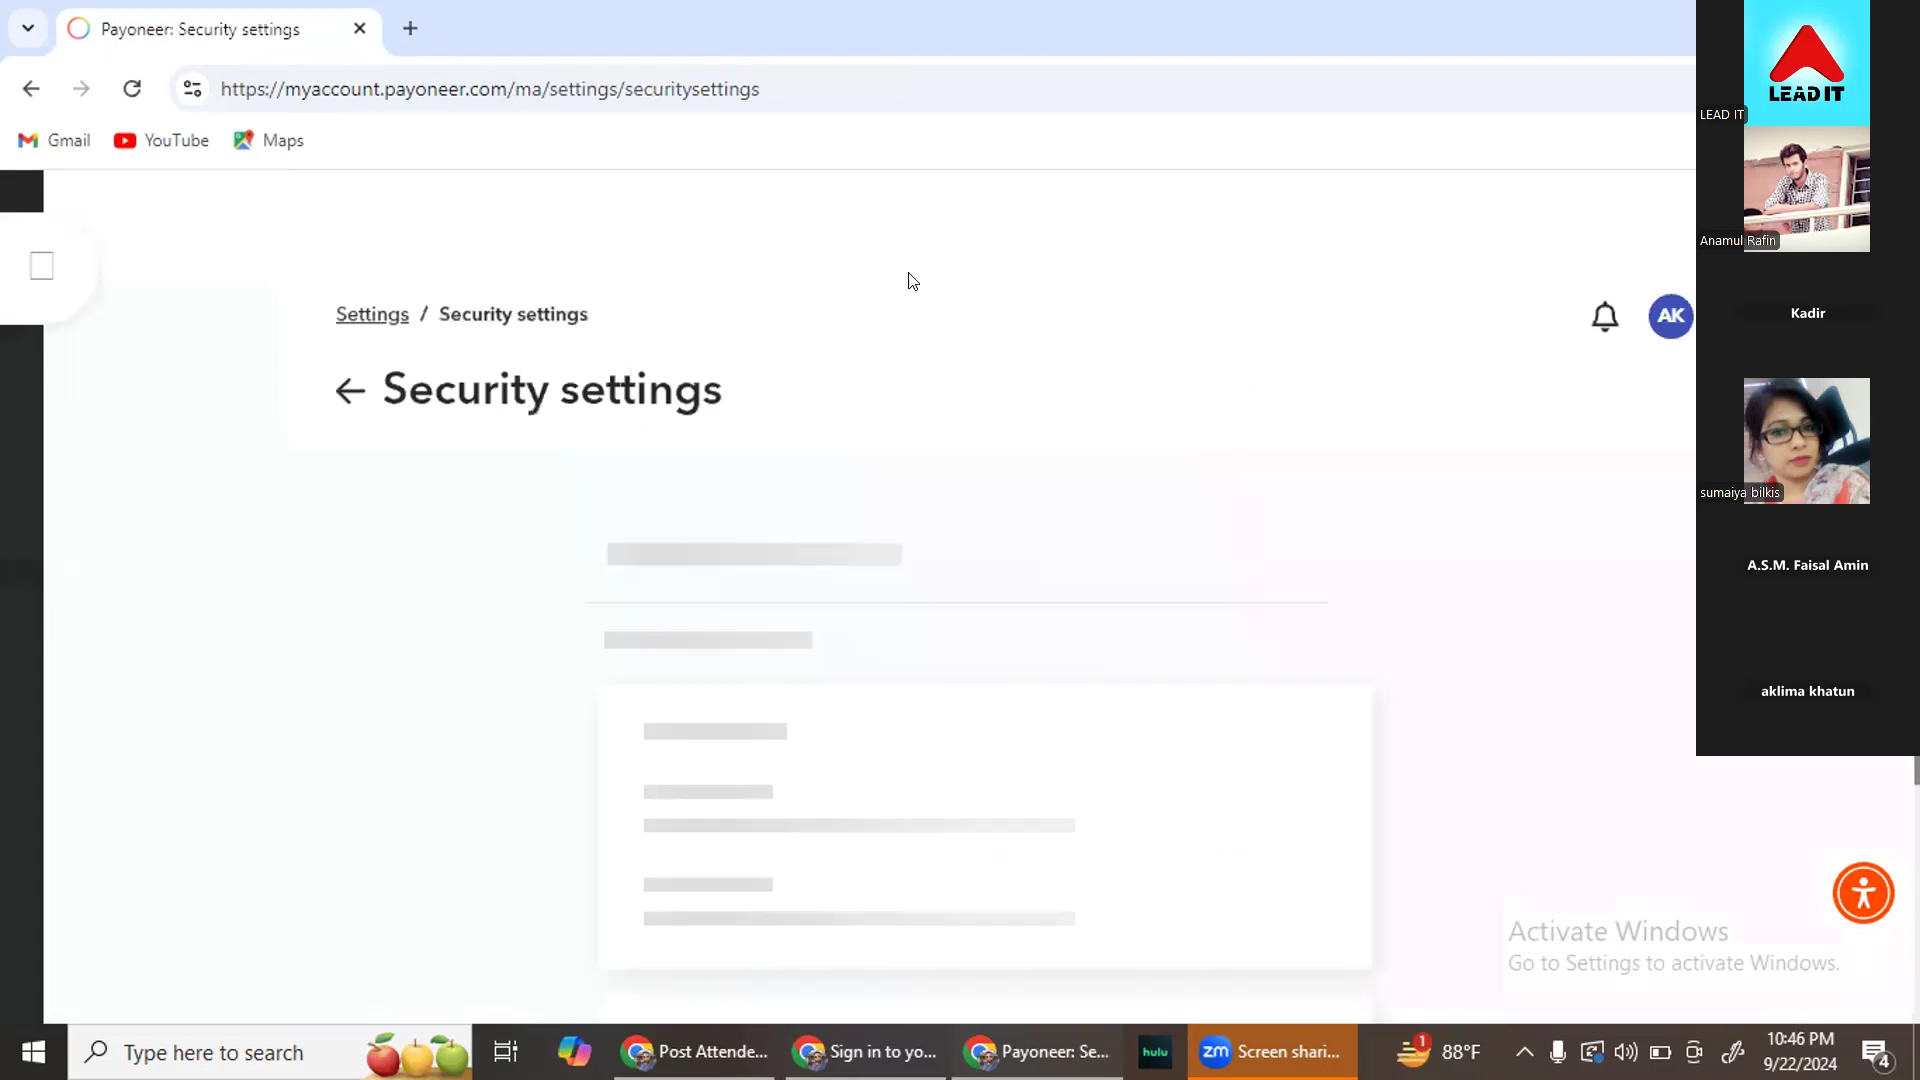 Payoneer: Security settings
https://myaccount.payoneer.com/ma/settings/securitysettings
Gmail
YouTube
Maps
LEAD IT
LEAD IT
Anamul Rafin
Kadir
sumaiya bilkis
A.S.M. Faisal Amin
aklima khatun
Settings / Security settings
AK
Security settings
Activate Windows
Go to Settings to activate Windows.
Type here to search
Post Attende...
Sign in to yo...
Payoneer: Se...
hulu
zm
Screen shari...
1
88°F
10:46 PM
9/22/2024
4